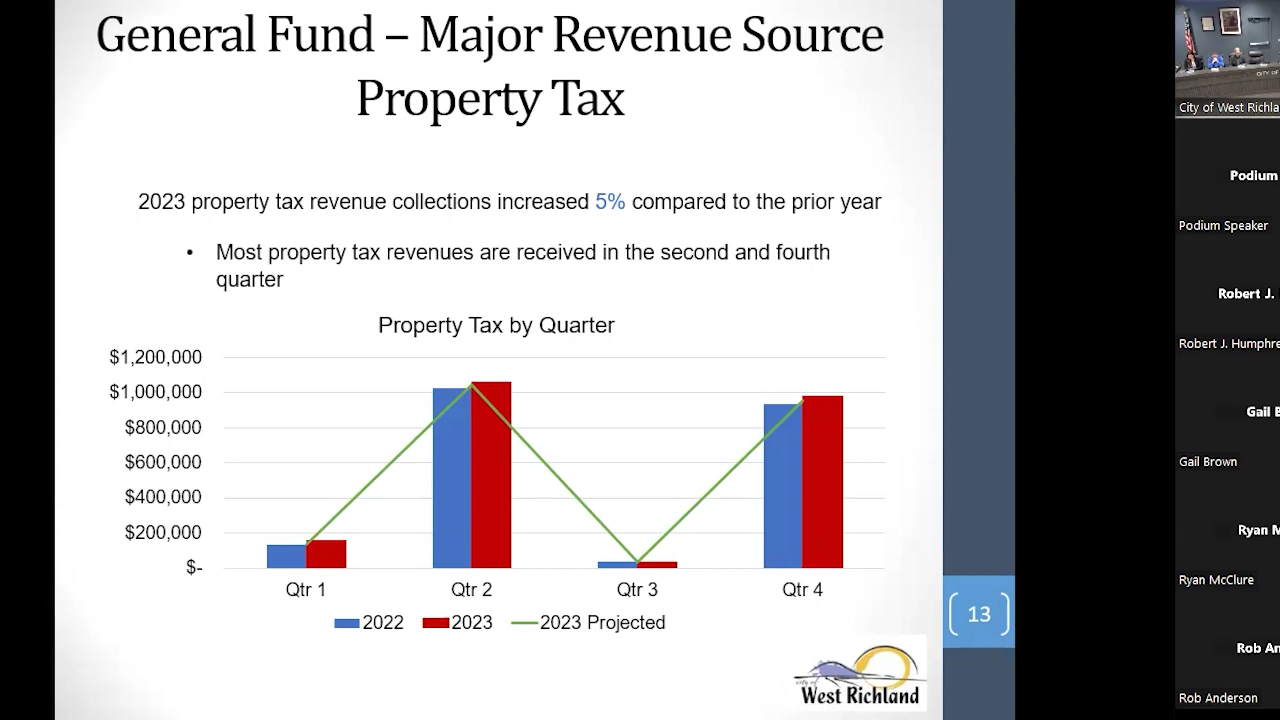 General Fund – Major Revenue Source
Property Tax
2023 property tax revenue collections increased 5% compared to the prior year
• Most property tax revenues are received in the second and fourth
quarter
Property Tax by Quarter
$1,200,000
$1,000,000
$800,000
$600,000
$400,000
$200,000
$-
Qtr 1 Qtr 2 Qtr 3 Qtr 4
2022 2023 2023 Projected
13
city of
West Richland
CITY OF
City of West Richla
Podium
Podium Speaker
Robert J.
Robert J. Humphre
Gail B
Gail Brown
Ryan M
Ryan McClure
Rob An
Rob Anderson